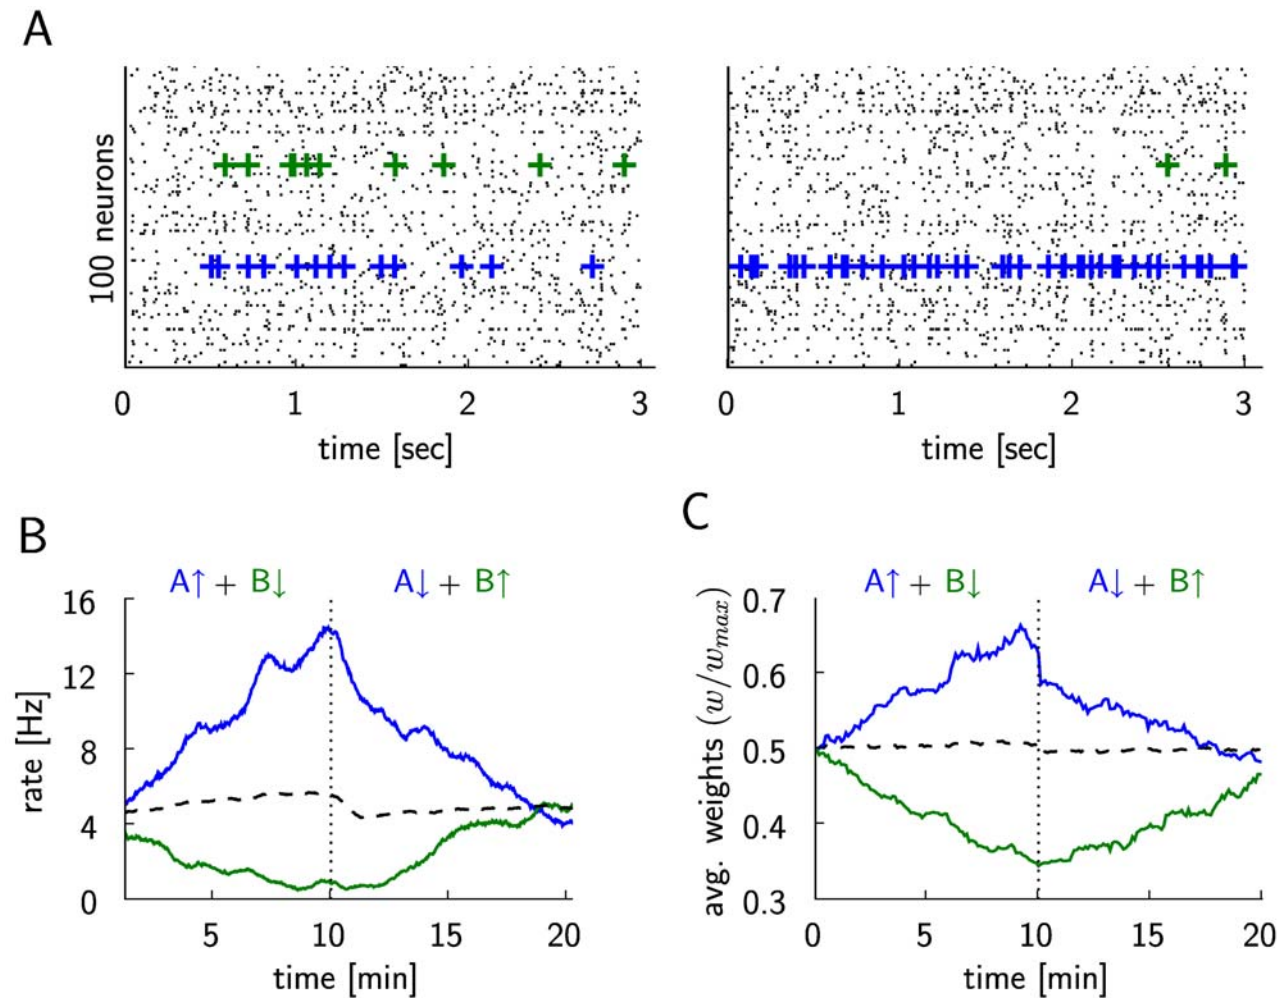 A
100 neurons
0 1 2 3
time [sec]
0 1 2 3
time [sec]
B
A↑ + B↓ A↓ + B↑
rate [Hz]
16
12
8
4
0
5 10 15 20
time [min]
C
A↑ + B↓ A↓ + B↑
avg. weights (w/w_max)
0.7
0.6
0.5
0.4
0.3
0 5 10 15 20
time [min]